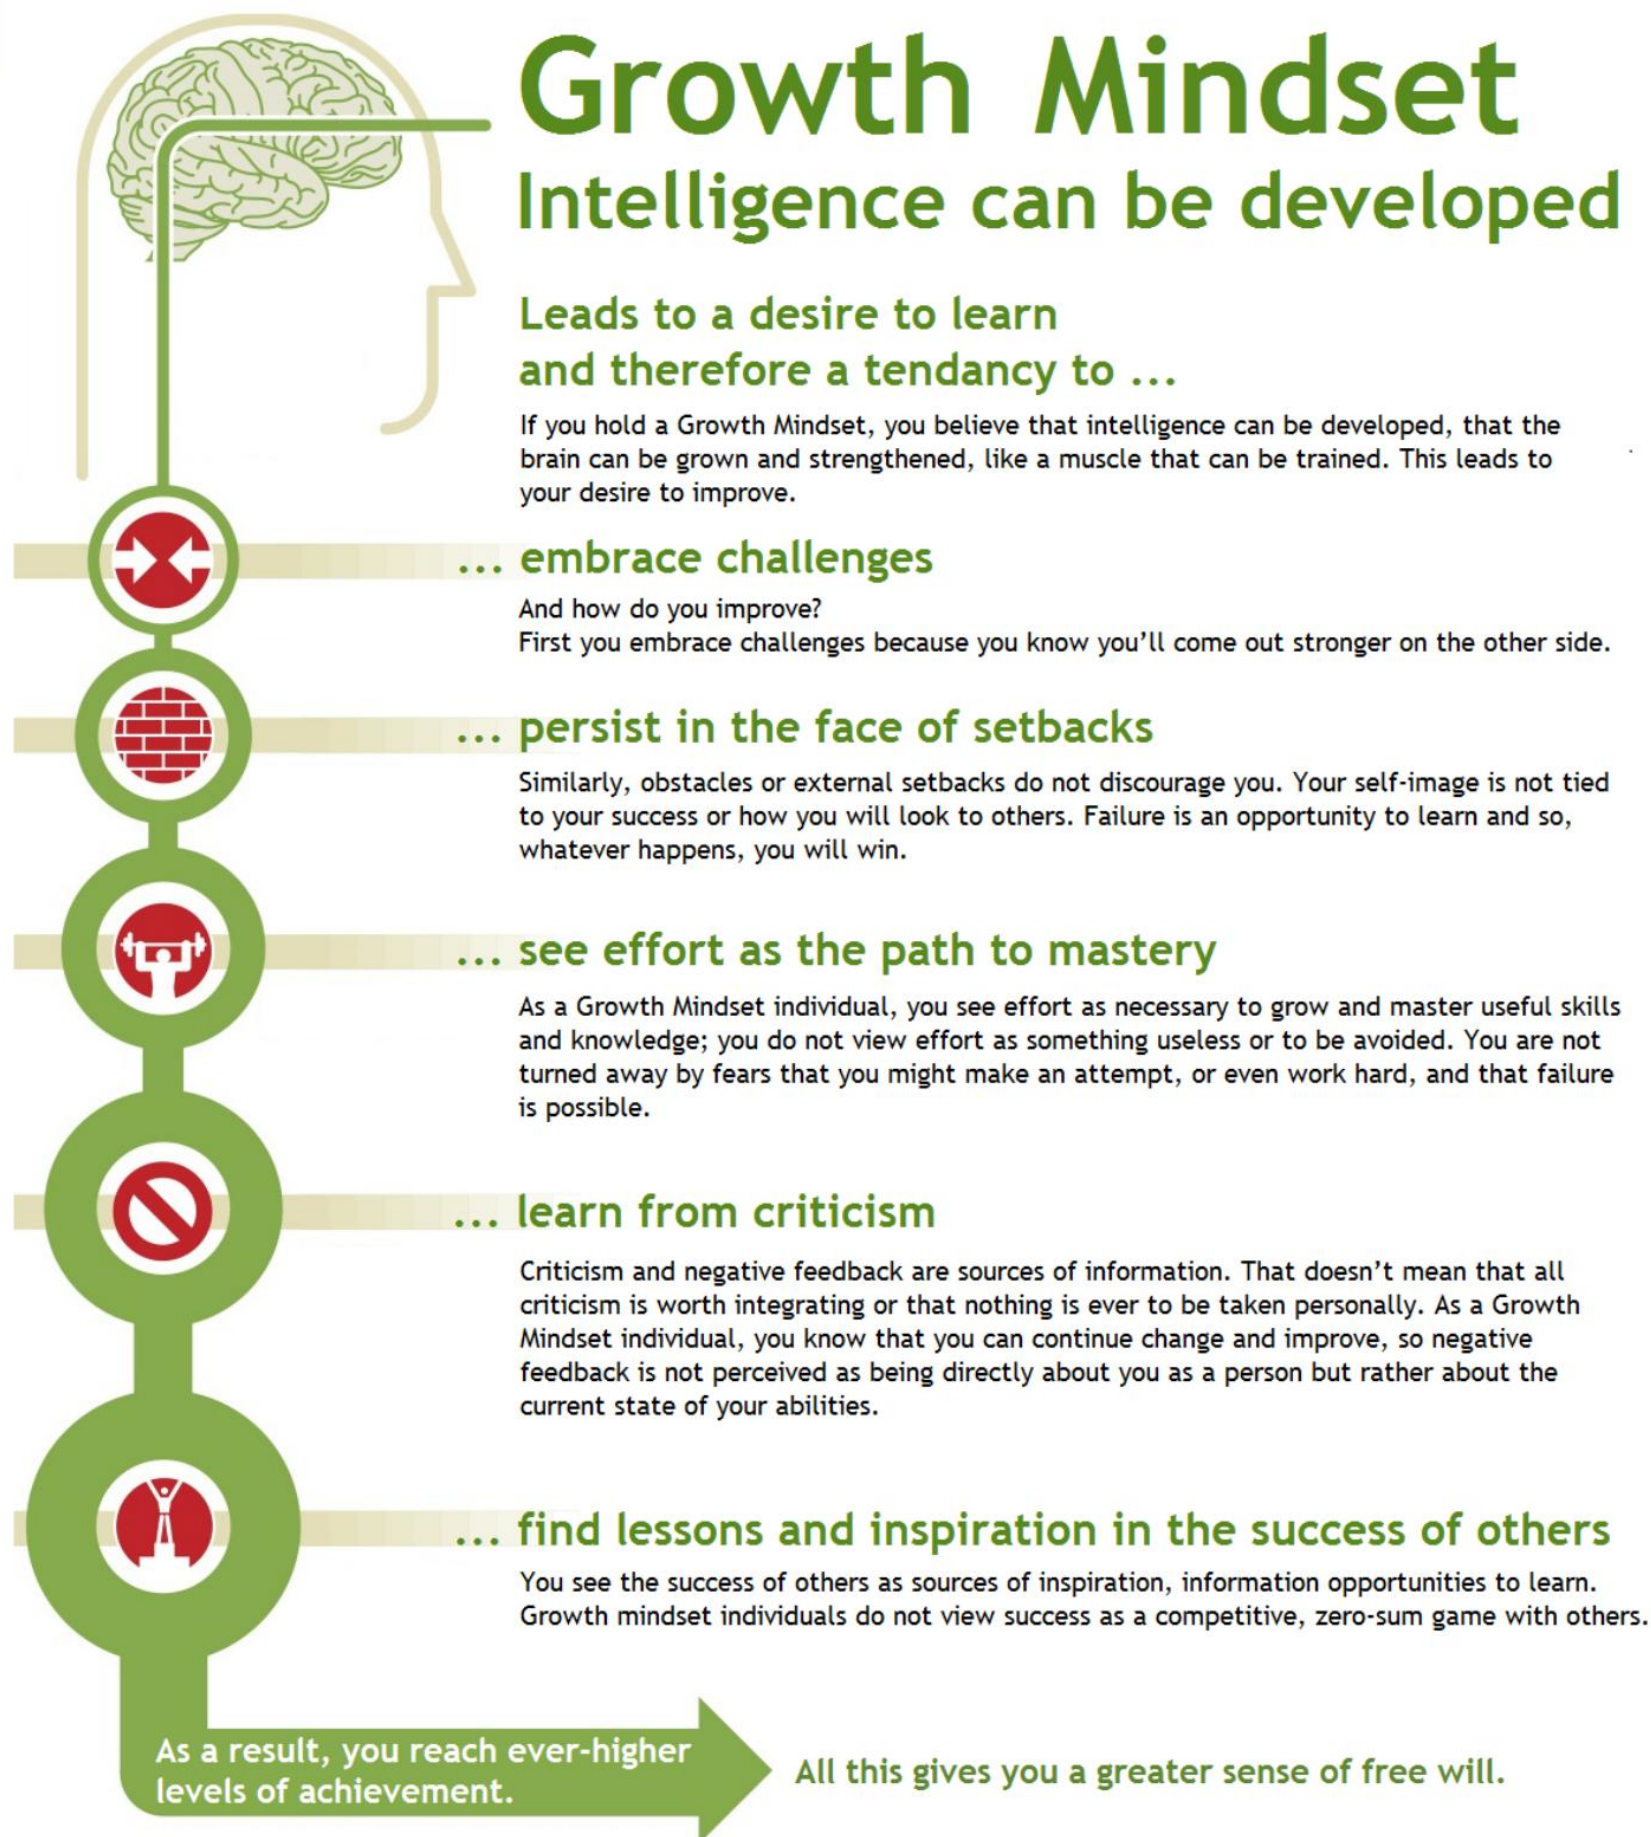 Growth Mindset
Intelligence can be developed
Leads to a desire to learn
and therefore a tendancy to ...
If you hold a Growth Mindset, you believe that intelligence can be developed, that the
brain can be grown and strengthened, like a muscle that can be trained. This leads to
your desire to improve.
... embrace challenges
And how do you improve?
First you embrace challenges because you know you'll come out stronger on the other side.
... persist in the face of setbacks
Similarly, obstacles or external setbacks do not discourage you. Your self-image is not tied
to your success or how you will look to others. Failure is an opportunity to learn and so,
whatever happens, you will win.
... see effort as the path to mastery
As a Growth Mindset individual, you see effort as necessary to grow and master useful skills
and knowledge; you do not view effort as something useless or to be avoided. You are not
turned away by fears that you might make an attempt, or even work hard, and that failure
is possible.
... learn from criticism
Criticism and negative feedback are sources of information. That doesn't mean that all
criticism is worth integrating or that nothing is ever to be taken personally. As a Growth
Mindset individual, you know that you can continue change and improve, so negative
feedback is not perceived as being directly about you as a person but rather about the
current state of your abilities.
... find lessons and inspiration in the success of others
You see the success of others as sources of inspiration, information opportunities to learn.
Growth mindset individuals do not view success as a competitive, zero-sum game with others.
As a result, you reach ever-higher
levels of achievement.
All this gives you a greater sense of free will.